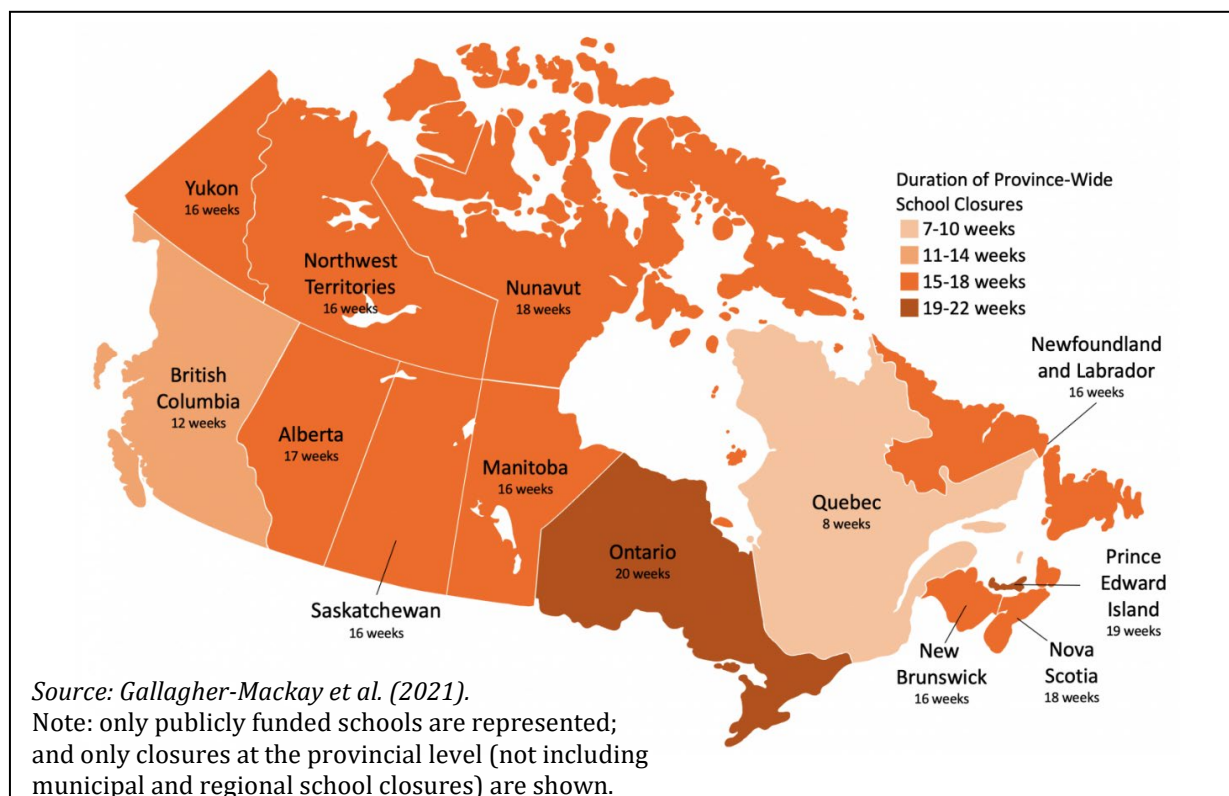 Yukon
16 weeks
Northwest
Territories
16 weeks
Nunavut
18 weeks
British
Columbia
12 weeks
Alberta
17 weeks
Saskatchewan
16 weeks
Manitoba
16 weeks
Ontario
20 weeks
Quebec
8 weeks
Duration of Province-Wide
School Closures
7-10 weeks
11-14 weeks
15-18 weeks
19-22 weeks
Newfoundland
and Labrador
16 weeks
Prince
Edward
Island
19 weeks
New
Brunswick
16 weeks
Nova
Scotia
18 weeks
Source: Gallagher-Mackay et al. (2021).
Note: only publicly funded schools are represented;
and only closures at the provincial level (not including
municipal and regional school closures) are shown.